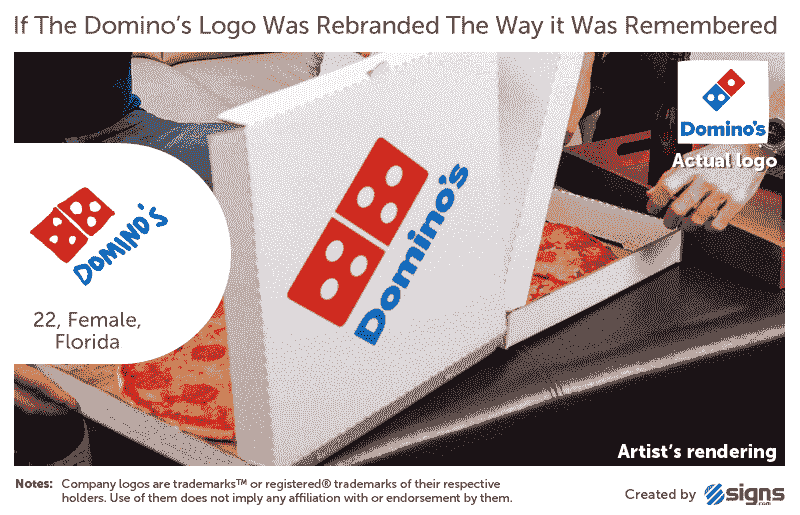 If The Domino's Logo Was Rebranded The Way it Was Remembered
Domino's
Actual logo
DOMINO'S
22, Female,
Florida
Domino's
Artist's rendering
Notes: Company logos are trademarks™ or registered® trademarks of their respective
holders. Use of them does not imply any affiliation with or endorsement by them.
Created by signs
.com